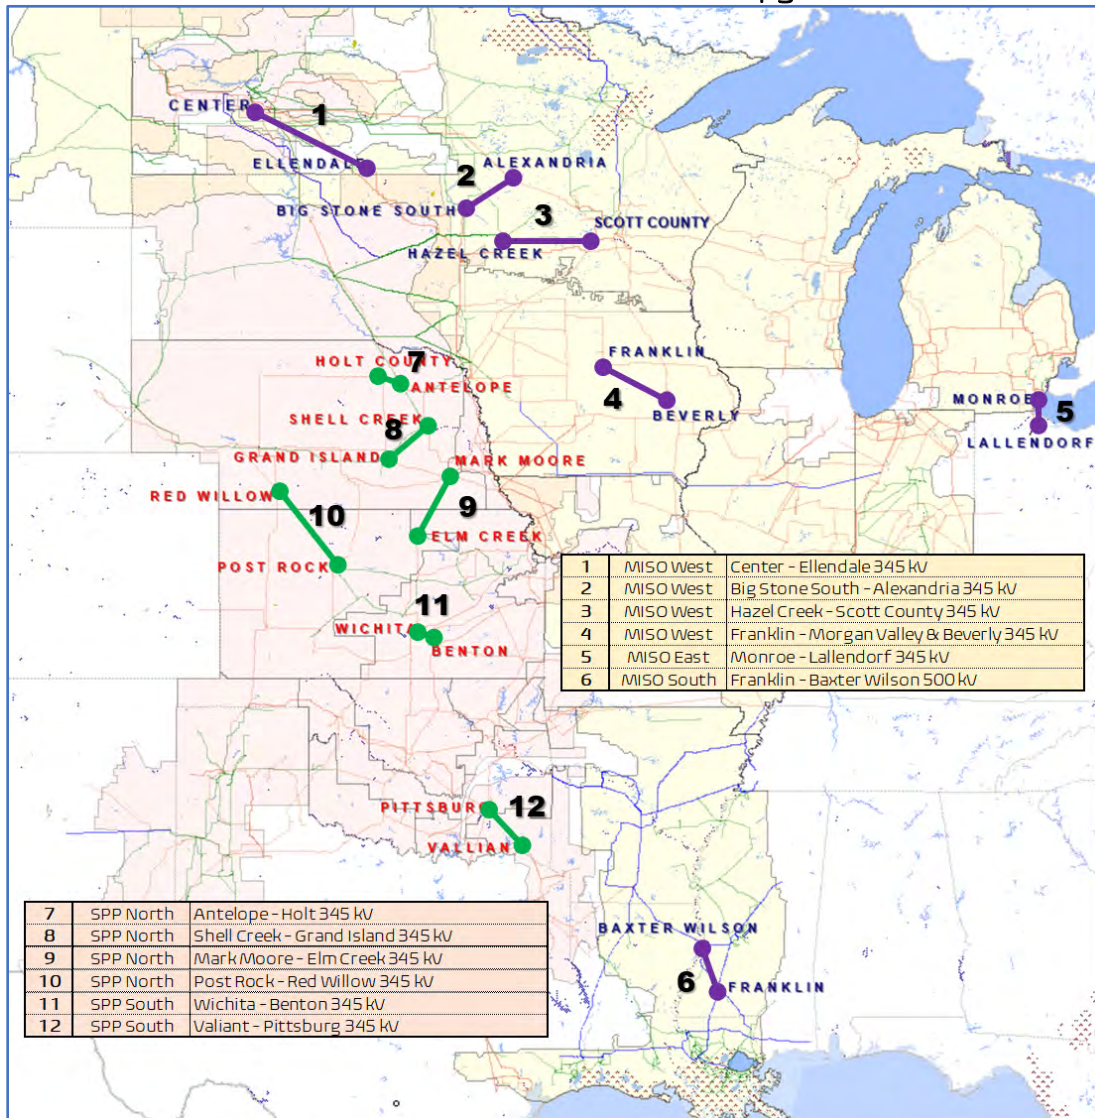 CENTER
1
ELLENDALE
ALEXANDRIA
2
BIG STONE SOUTH
3
SCOTT COUNTY
HAZEL CREEK
HOLT COUNTY
7
ANTELOPE
FRANKLIN
4
BEVERLY
MONROE
5
LALLENDORF
SHELL CREEK
8
GRAND ISLAND
MARK MOORE
RED WILLOW
9
10
ELM CREEK
POST ROCK
11
WICHITA
BENTON
1 MISO West Center - Ellendale 345 kV
2 MISO West Big Stone South - Alexandria 345 kV
3 MISO West Hazel Creek - Scott County 345 kV
4 MISO West Franklin - Morgan Valley & Beverly 345 kV
5 MISO East Monroe - Lallendorf 345 kV
6 MISO South Franklin - Baxter Wilson 500 kV
PITTSBURG
12
VALLIAN
7 SPP North Antelope - Holt 345 kV
8 SPP North Shell Creek - Grand Island 345 kV
9 SPP North Mark Moore - Elm Creek 345 kV
10 SPP North Post Rock - Red Willow 345 kV
11 SPP South Wichita - Benton 345 kV
12 SPP South Valiant - Pittsburg 345 kV
BAXTER WILSON
6
FRANKLIN